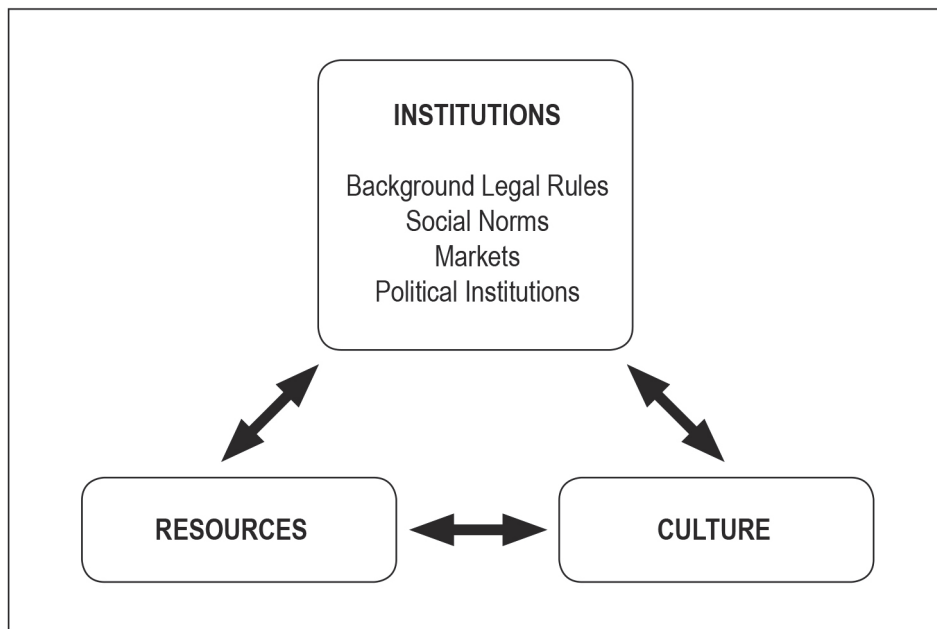 INSTITUTIONS
Background Legal Rules
Social Norms
Markets
Political Institutions
RESOURCES
CULTURE